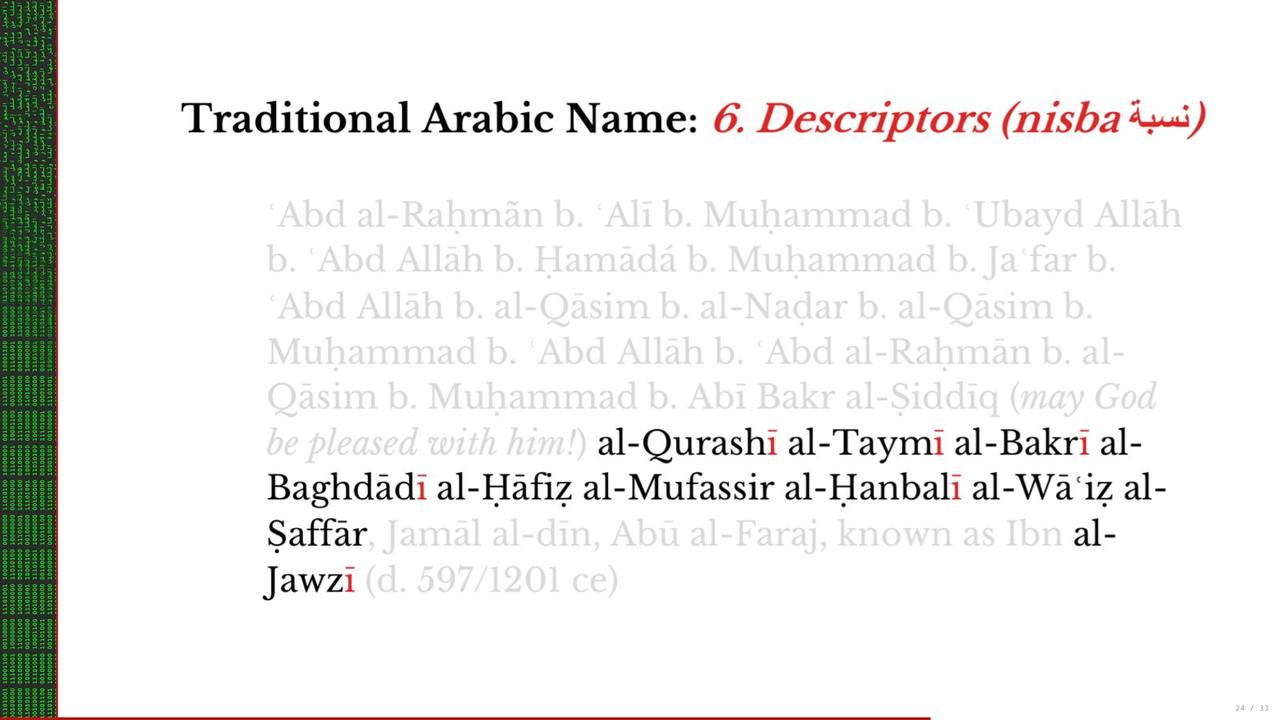 Traditional Arabic Name: 6. Descriptors (nisba نسبة)
ʿAbd al-Raḥmãn b. ʿAlī b. Muḥammad b. ʿUbayd Allāh
b. ʿAbd Allāh b. Ḥamādá b. Muḥammad b. Jaʿfar b.
ʿAbd Allāh b. al-Qāsim b. al-Naḍar b. al-Qāsim b.
Muḥammad b. ʿAbd Allāh b. ʿAbd al-Raḥmān b. al-
Qāsim b. Muḥammad b. Abī Bakr al-Ṣiddīq (may God
be pleased with him!) al-Qurashī al-Taymī al-Bakrī al-
Baghdādī al-Ḥāfiẓ al-Mufassir al-Ḥanbalī al-Wāʿiẓ al-
Ṣaffār, Jamāl al-dīn, Abū al-Faraj, known as Ibn al-
Jawzī (d. 597/1201 ce)
24 / 33